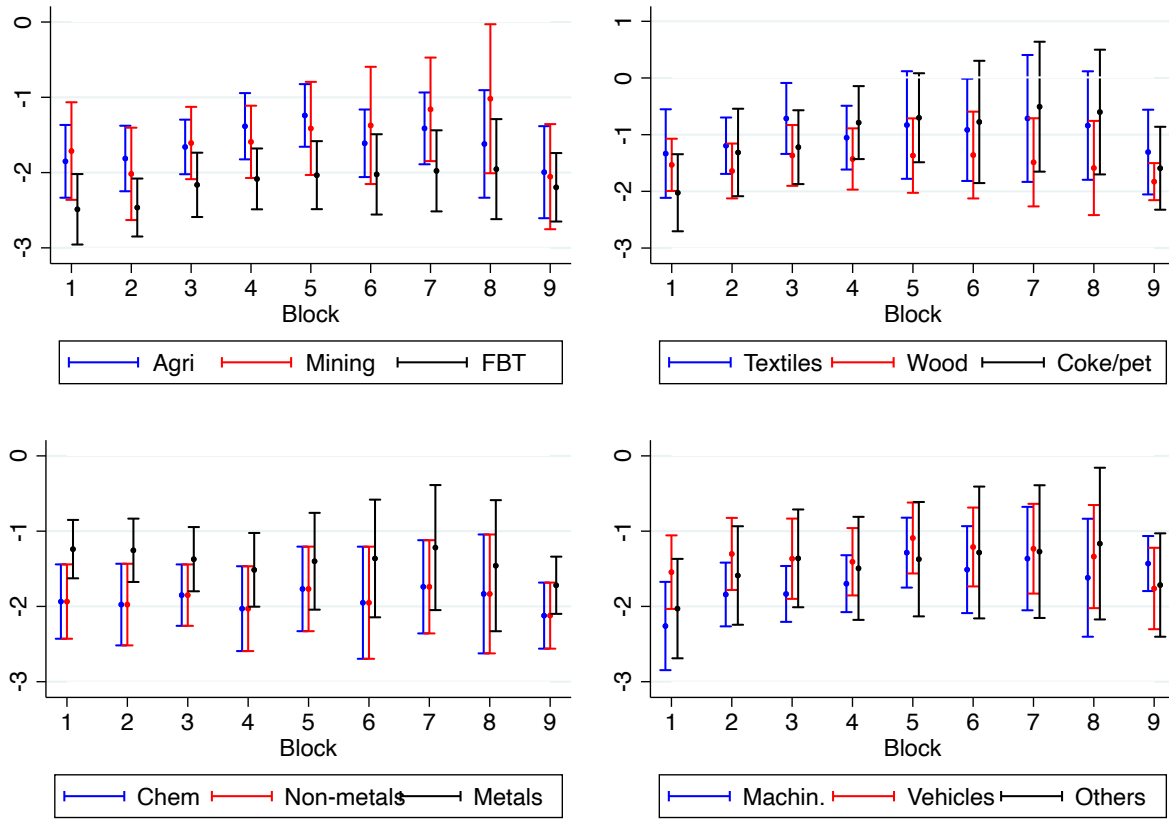 0
-1
-2
-3
1 2 3 4 5 6 7 8 9
Block
Agri Mining FBT
1
0
-1
-2
-3
1 2 3 4 5 6 7 8 9
Block
Textiles Wood Coke/pet
0
-1
-2
-3
1 2 3 4 5 6 7 8 9
Block
Chem Non-metals Metals
0
-1
-2
-3
1 2 3 4 5 6 7 8 9
Block
Machin. Vehicles Others